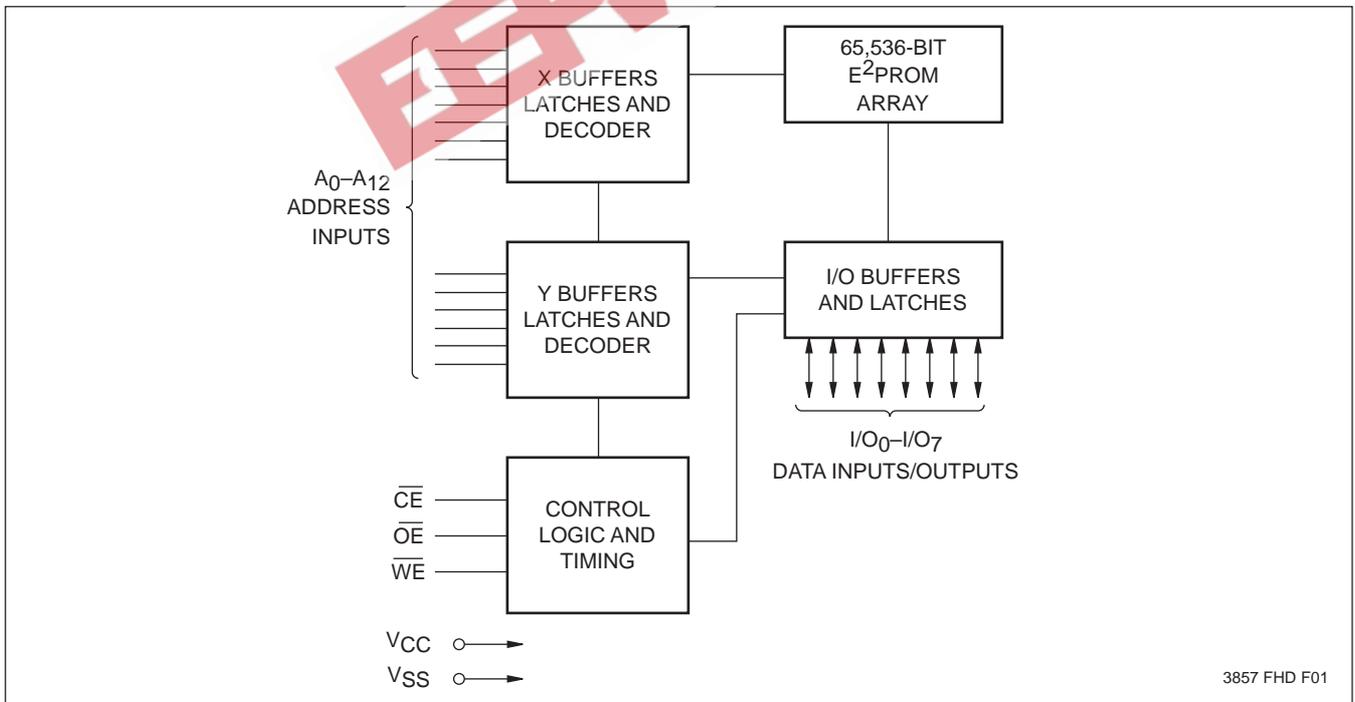 X BUFFERS
LATCHES AND
DECODER
65,536-BIT
E2PROM
ARRAY
A0–A12
ADDRESS
INPUTS
Y BUFFERS
LATCHES AND
DECODER
I/O BUFFERS
AND LATCHES
I/O0–I/O7
DATA INPUTS/OUTPUTS
CE
OE
WE
CONTROL
LOGIC AND
TIMING
VCC
VSS
3857 FHD F01